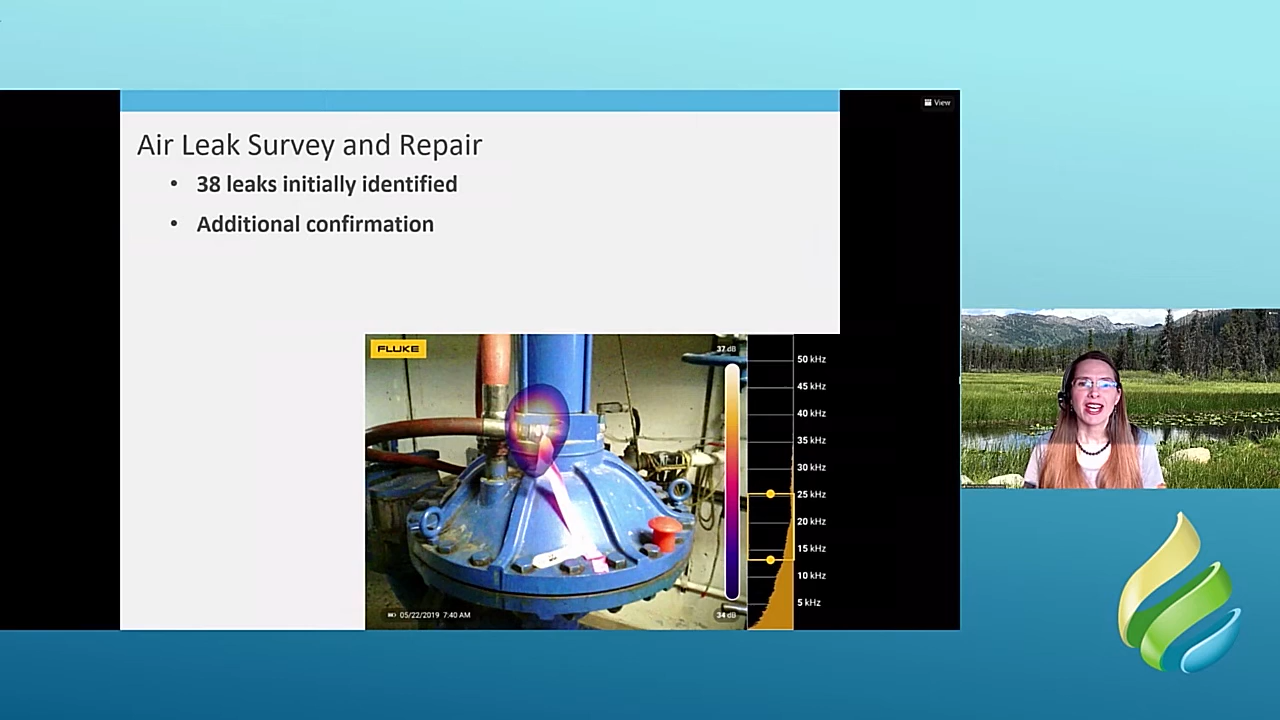 View
Air Leak Survey and Repair
• 38 leaks initially identified
• Additional confirmation
FLUKE
37 dB
50 kHz
45 kHz
40 kHz
35 kHz
30 kHz
25 kHz
20 kHz
15 kHz
10 kHz
5 kHz
05/22/2019 7:40 AM
34 dB